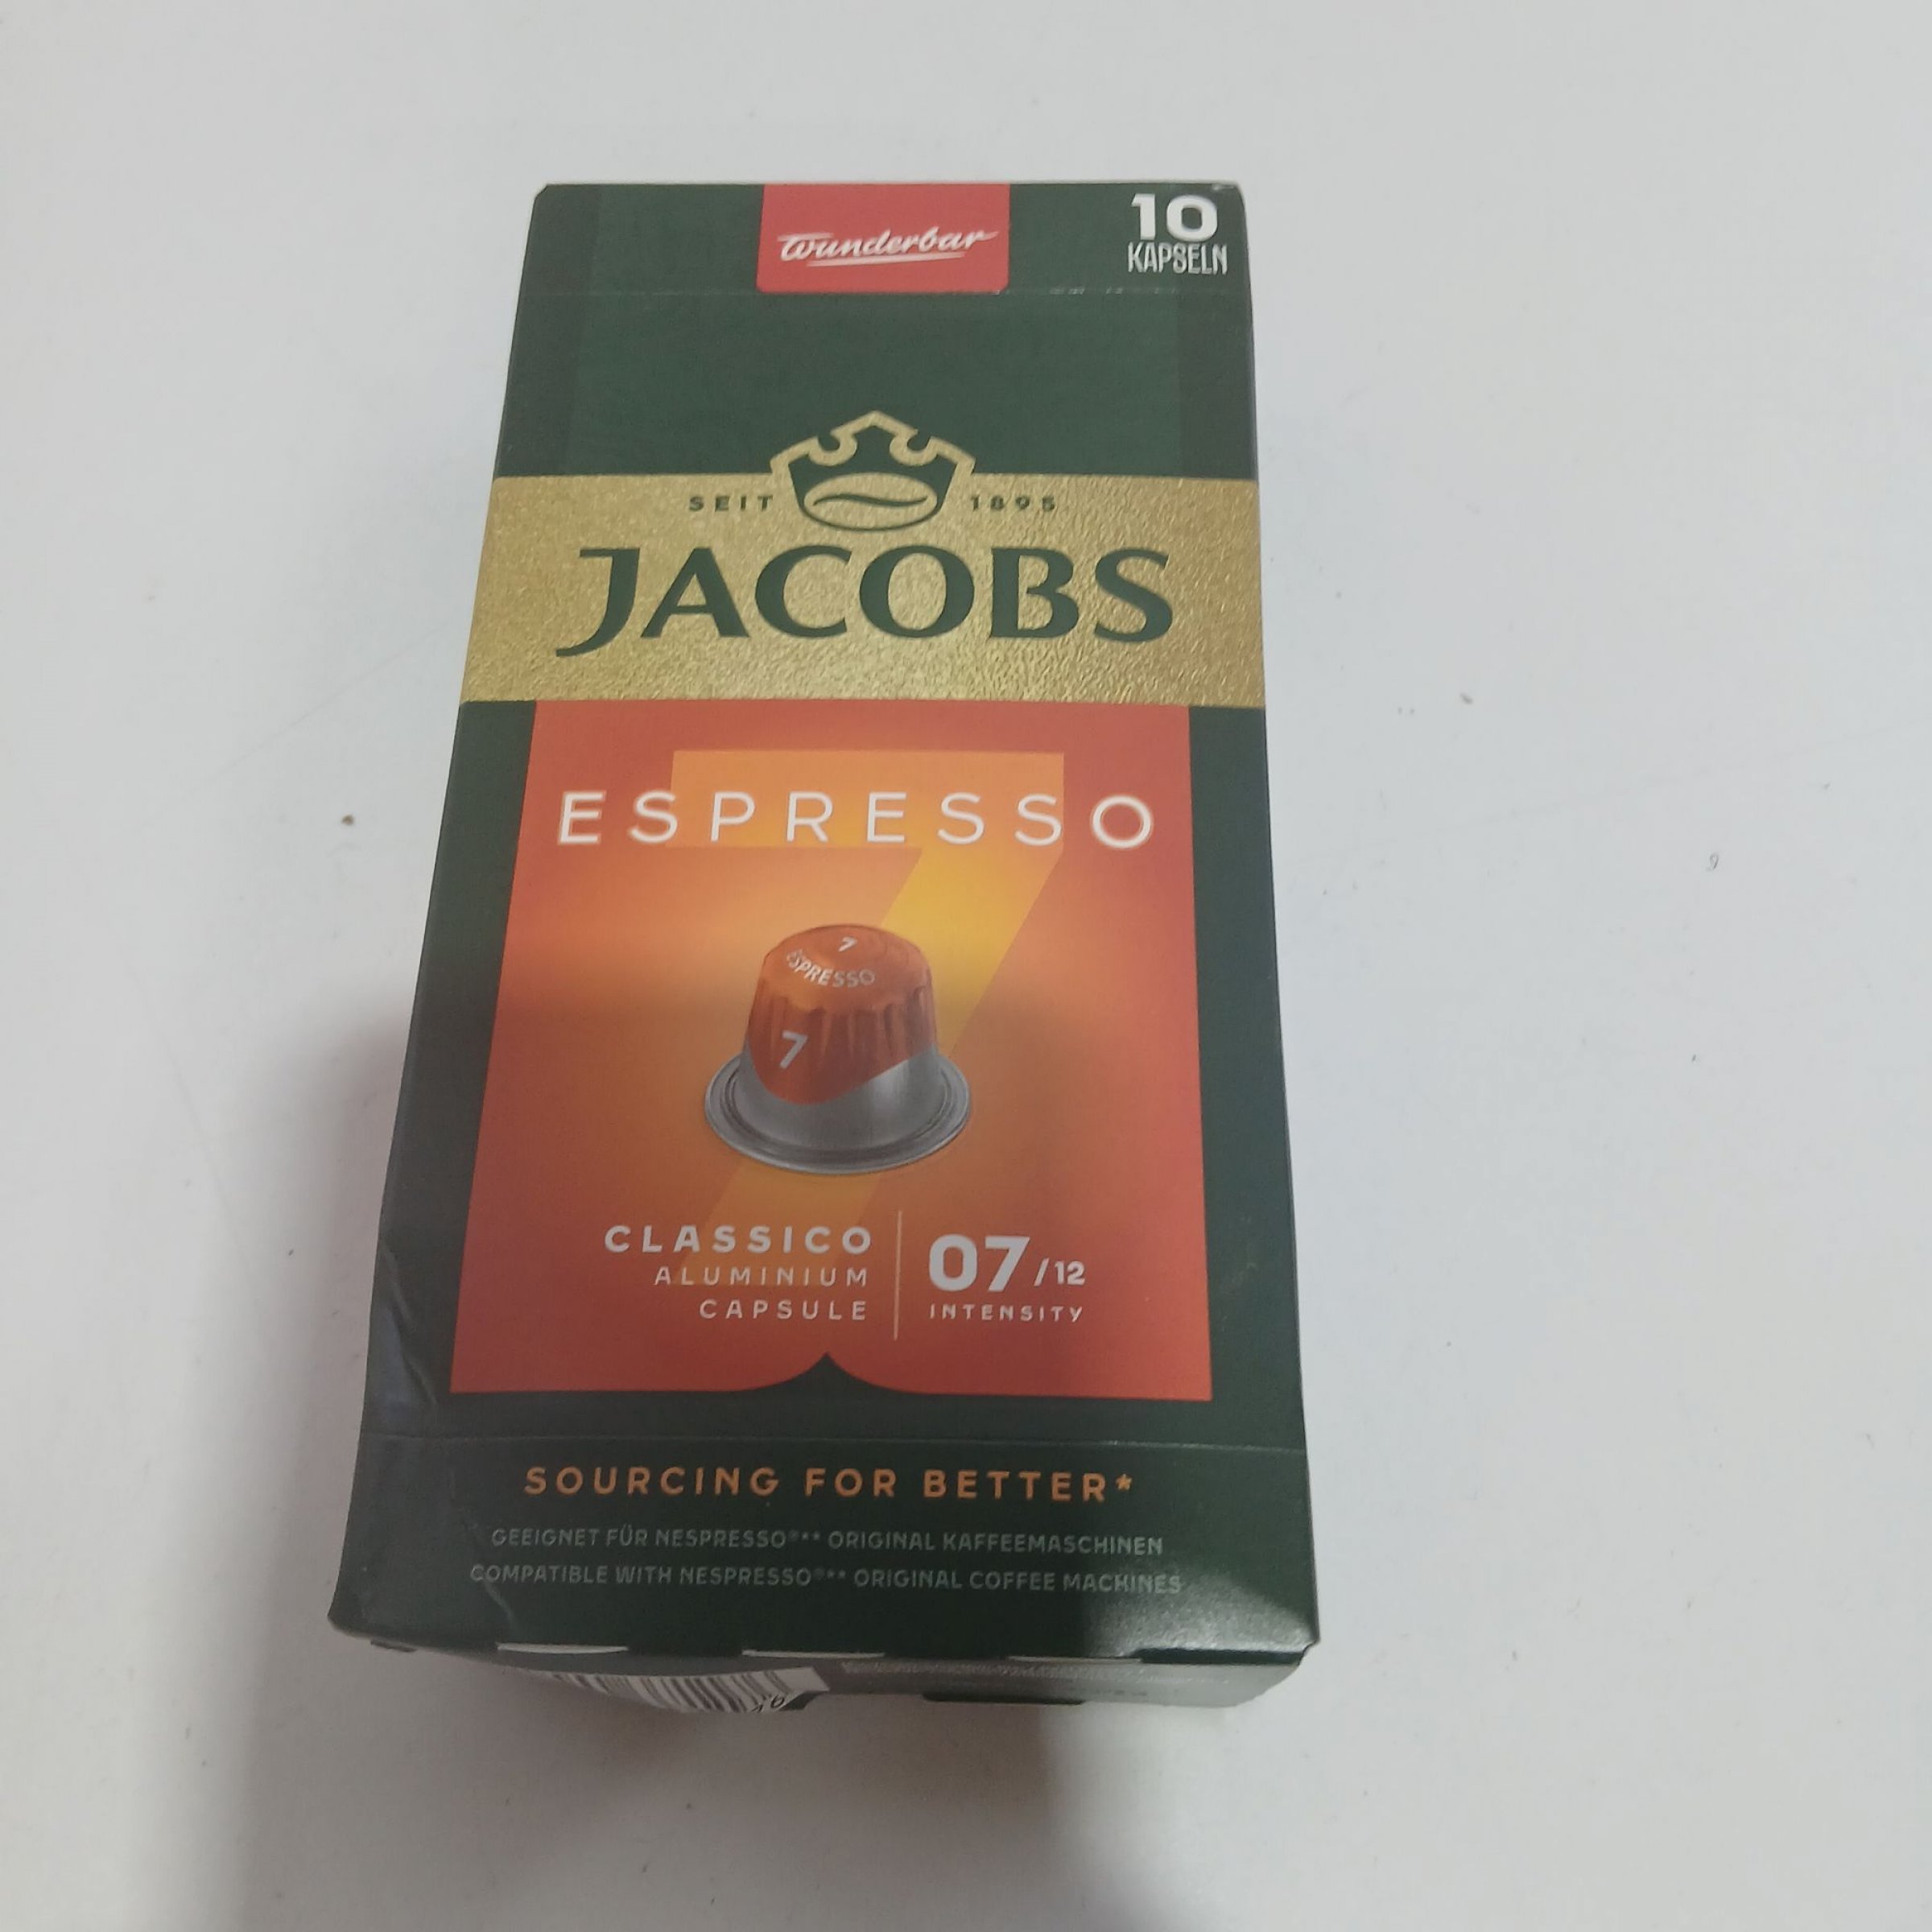 wunderbar
10
KAPSELN
SEIT 1895
JACOBS
ESPRESSO
7
7
ESPRESSO
7
CLASSICO
ALUMINIUM
CAPSULE
07/12
INTENSITY
SOURCING FOR BETTER*
GEEIGNET FÜR NESPRESSO®** ORIGINAL KAFFEEMASCHINEN
COMPATIBLE WITH NESPRESSO®** ORIGINAL COFFEE MACHINES